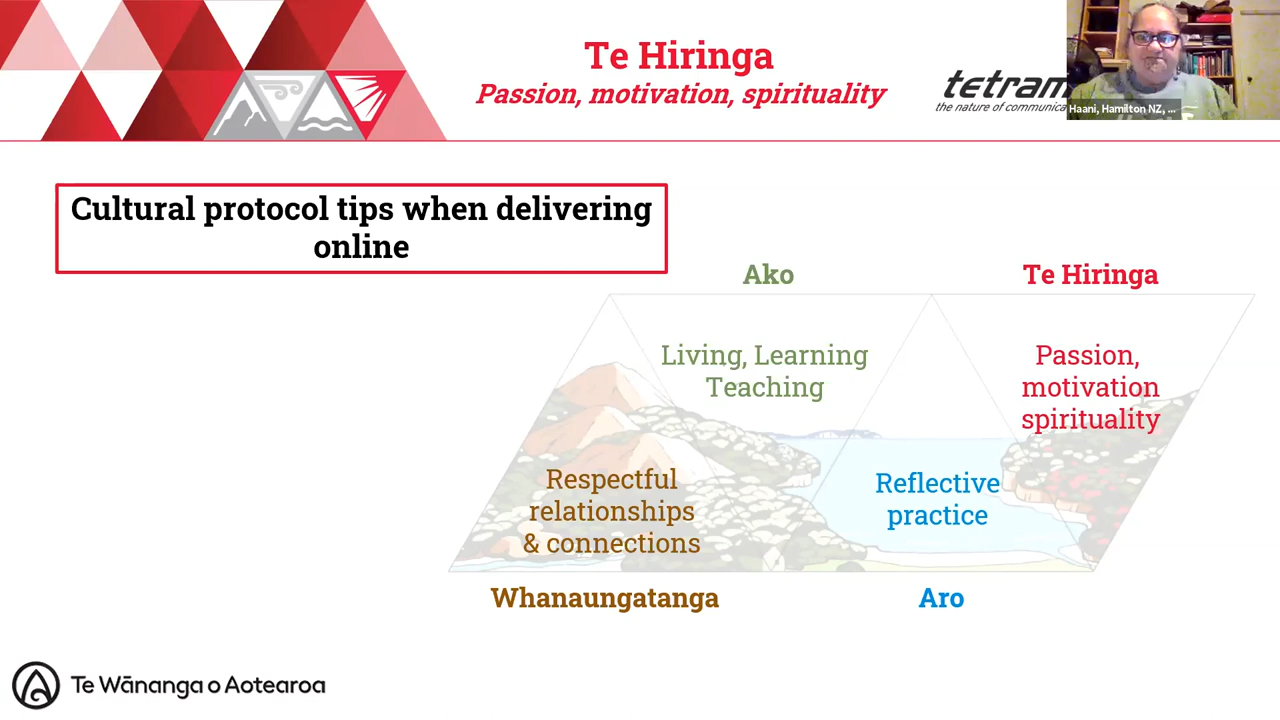 Te Hiringa
Passion, motivation, spirituality
tetram
the nature of communica
Haani, Hamilton NZ, ...
Cultural protocol tips when delivering
online
Ako
Te Hiringa
Living, Learning
Teaching
Passion,
motivation
spirituality
Respectful
relationships
& connections
Reflective
practice
Whanaungatanga
Aro
Te Wānanga o Aotearoa